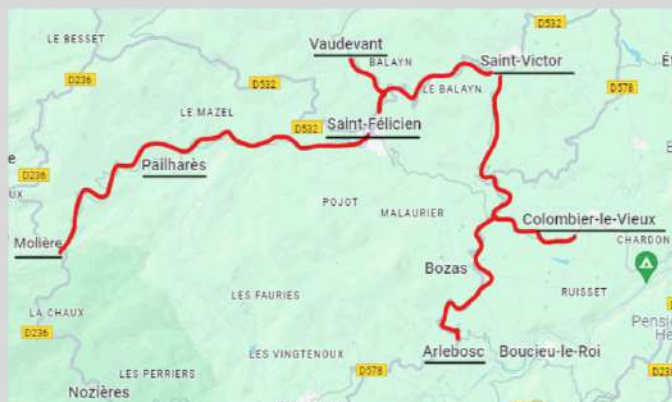 D532
LE BESSET
Vaudevant
BALAYN
Saint-Victor
D236
D532
D578
LE BALAYN
LE MAZEL
D532
Saint-Félicien
Pailharès
D236
POJOT
MALAURIER
Colombier-le-Vieux
CHARDON
Molière
Bozas
LES FAURIES
RUISSET
LA CHAUX
D236
Arlebosc
Boucieu-le-Roi
LES VINGTENOUX
LES PERRIERS
D578
Nozières